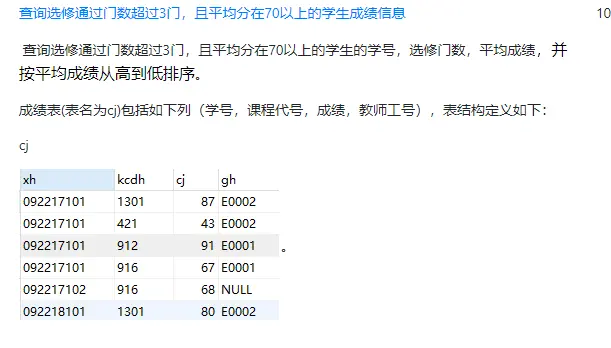 查询选修通过门数超过3门，且平均分在70以上的学生成绩信息 10
查询选修通过门数超过3门，且平均分在70以上的学生的学号，选修门数，平均成绩，并
按平均成绩从高到低排序。
成绩表(表名为cj)包括如下列（学号，课程代号，成绩，教师工号），表结构定义如下：
cj
xh kcdh cj gh
092217101 1301 87 E0002
092217101 421 43 E0002
092217101 912 91 E0001 。
092217101 916 67 E0001
092217102 916 68 NULL
092218101 1301 80 E0002